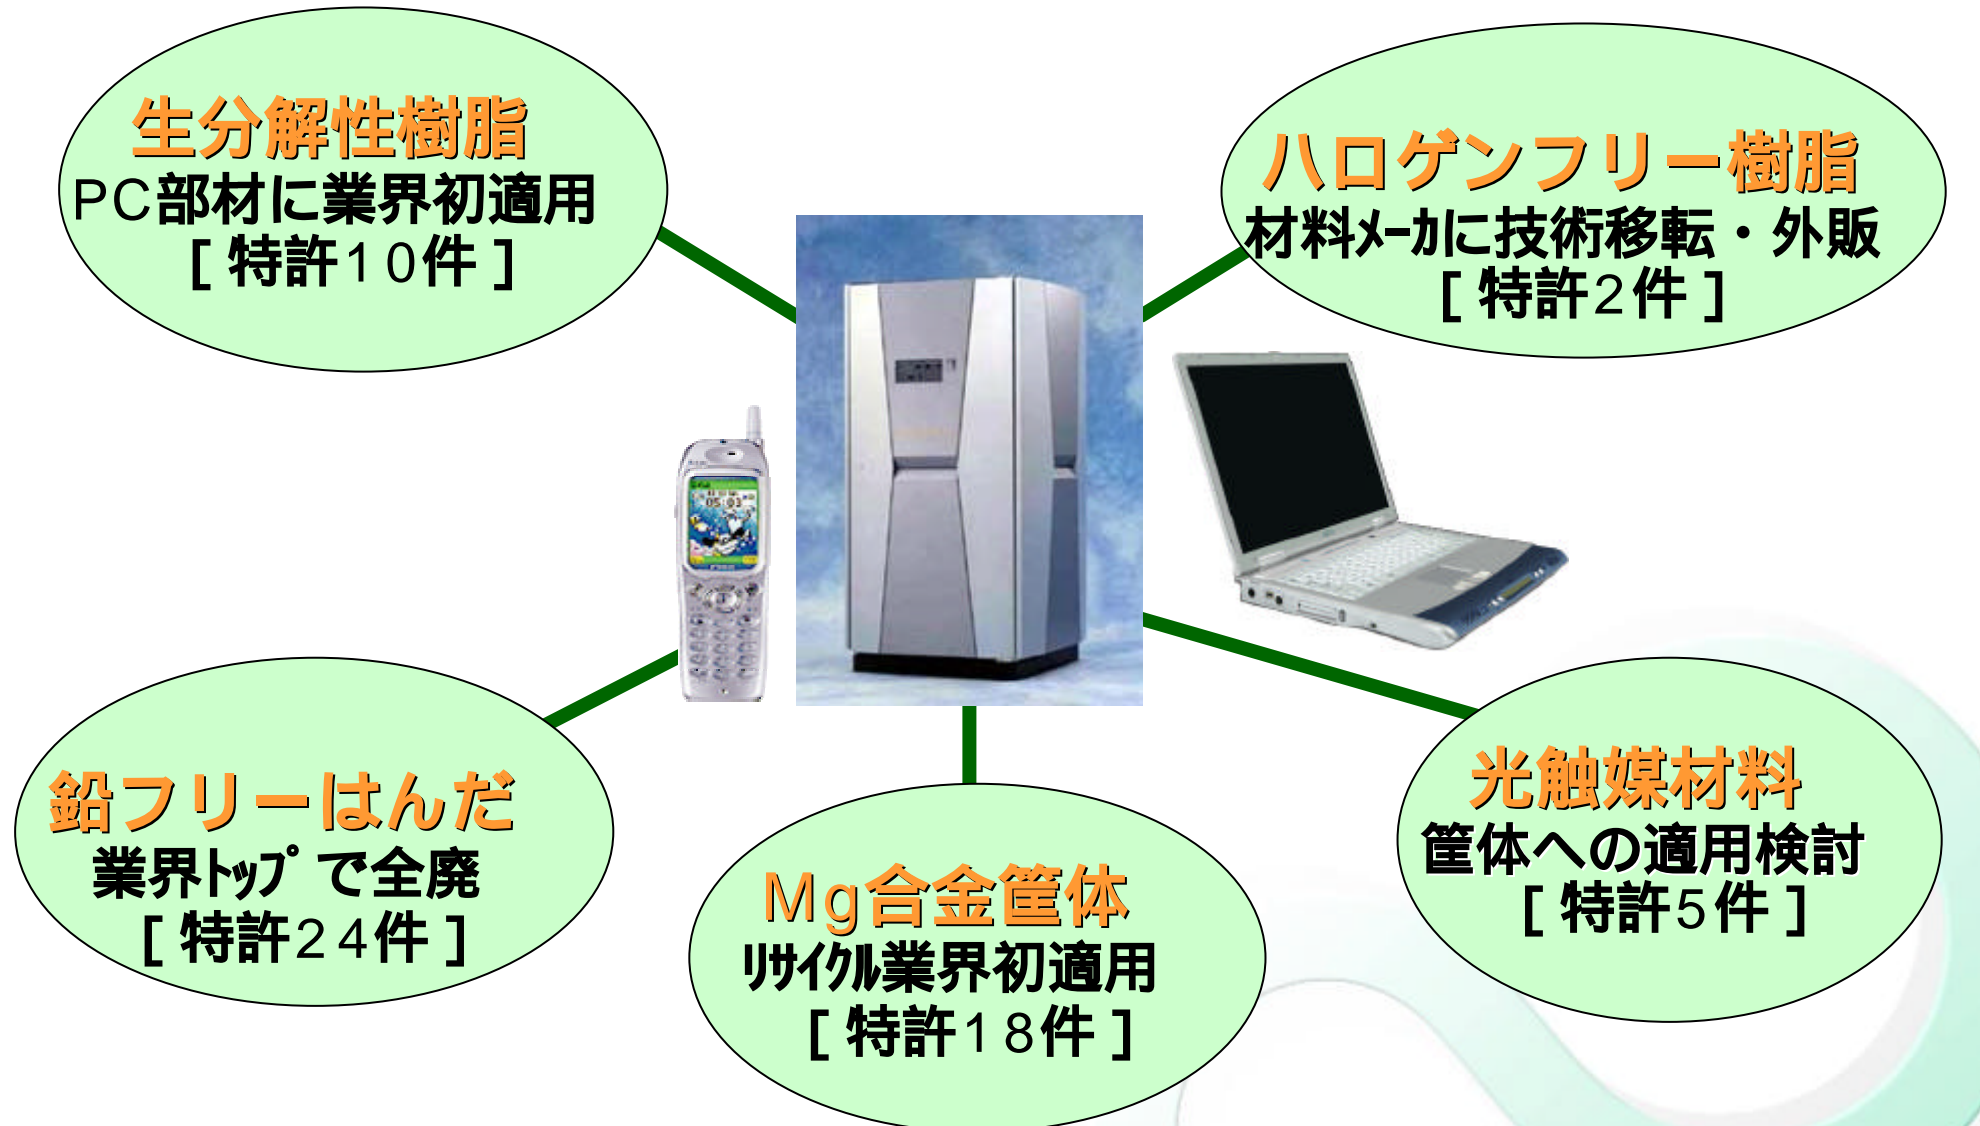 生分解性樹脂
PC部材に業界初適用
[特許10件]
ハロゲンフリー樹脂
材料ﾒｰｶに技術移転・外販
[特許2件]
05:03
鉛フリーはんだ
業界ﾄｯﾌﾟで全廃
[特許24件]
Mg合金筐体
ﾘｻｲｸﾙ業界初適用
[特許18件]
光触媒材料
筐体への適用検討
[特許5件]